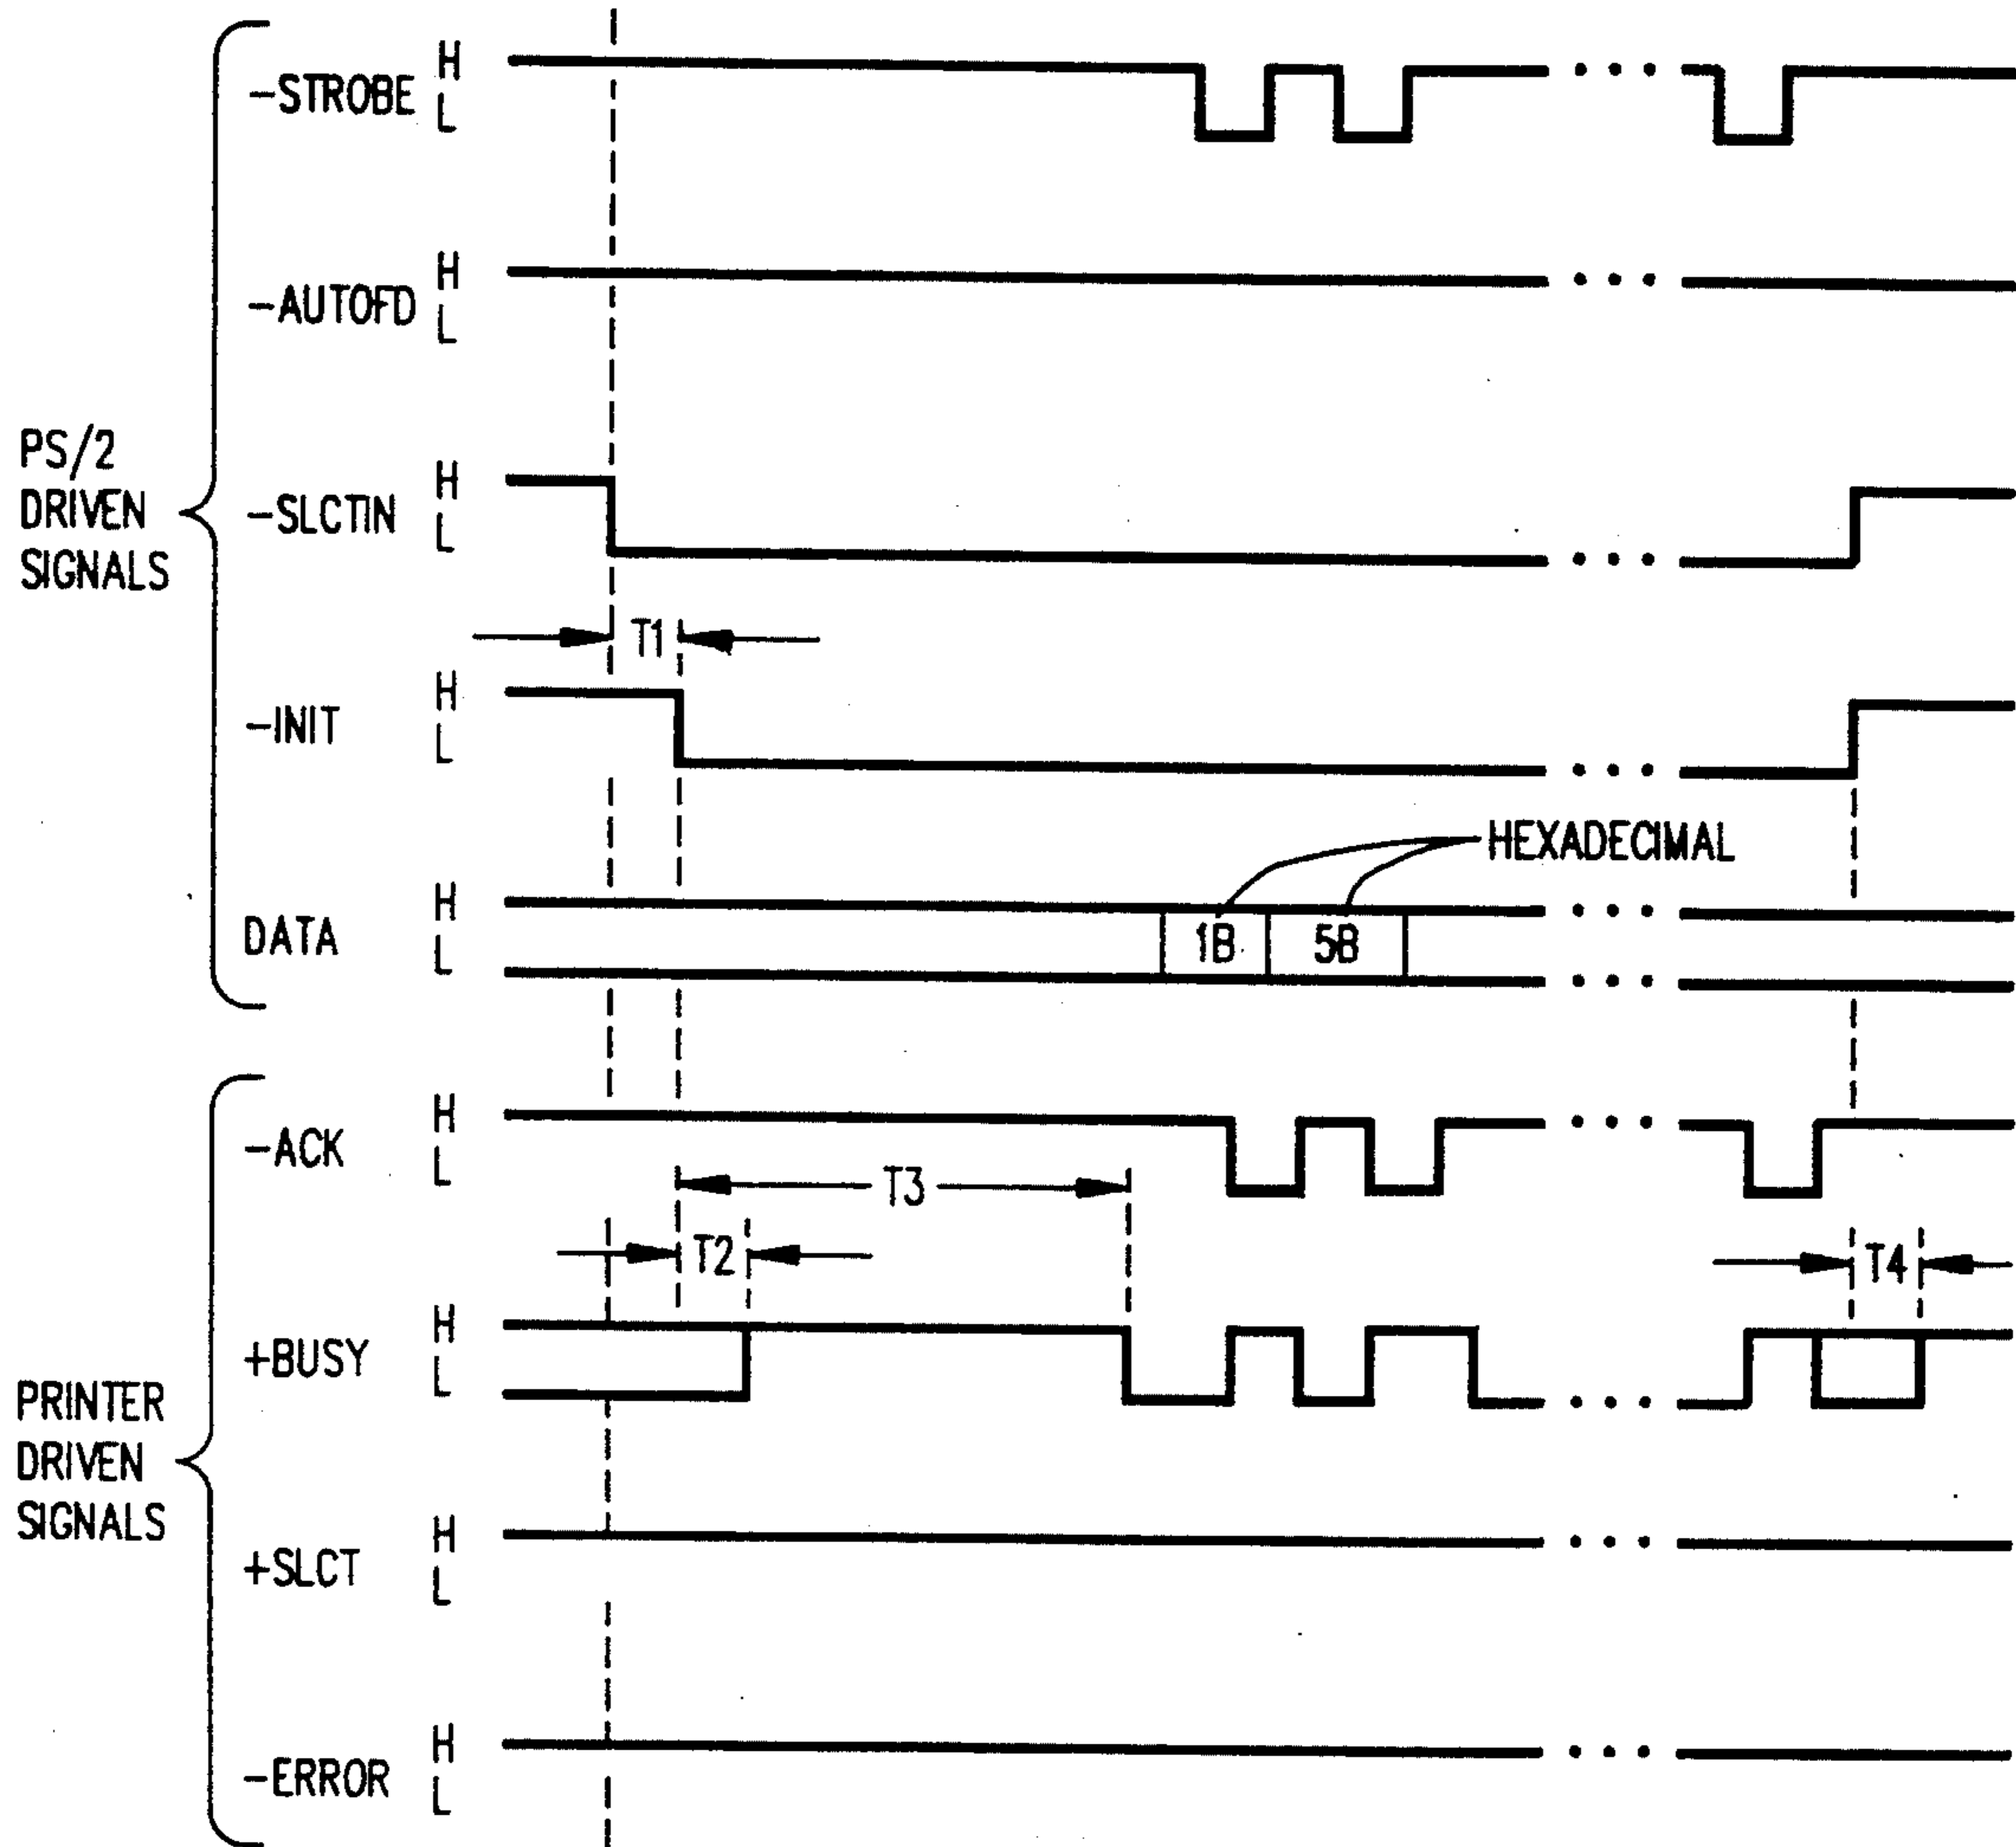 PS/2
DRIVEN
SIGNALS
-STROBE H
L
-AUTOFD H
L
-SLCTIN H
L
T1
-INIT H
L
HEXADECIMAL
DATA H
L
1B 5B
PRINTER
DRIVEN
SIGNALS
-ACK H
L
T3
T2
T4
+BUSY H
L
+SLCT H
L
-ERROR H
L